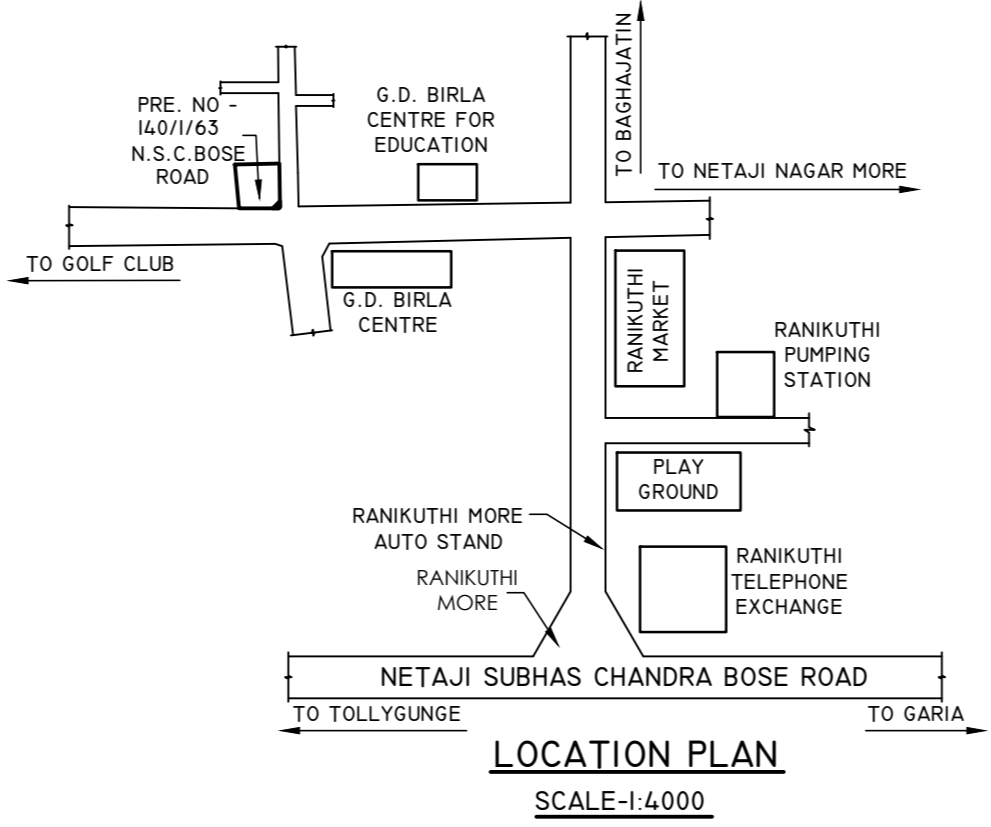 TO BAGHAJATIN
PRE. NO -
140/1/63
N.S.C.BOSE
ROAD
G.D. BIRLA
CENTRE FOR
EDUCATION
TO NETAJI NAGAR MORE
TO GOLF CLUB
G.D. BIRLA
CENTRE
RANIKUTHI
MARKET
RANIKUTHI
PUMPING
STATION
PLAY
GROUND
RANIKUTHI MORE
AUTO STAND
RANIKUTHI
MORE
RANIKUTHI
TELEPHONE
EXCHANGE
NETAJI SUBHAS CHANDRA BOSE ROAD
TO TOLLYGUNGE
TO GARIA
LOCATION PLAN
SCALE-1:4000